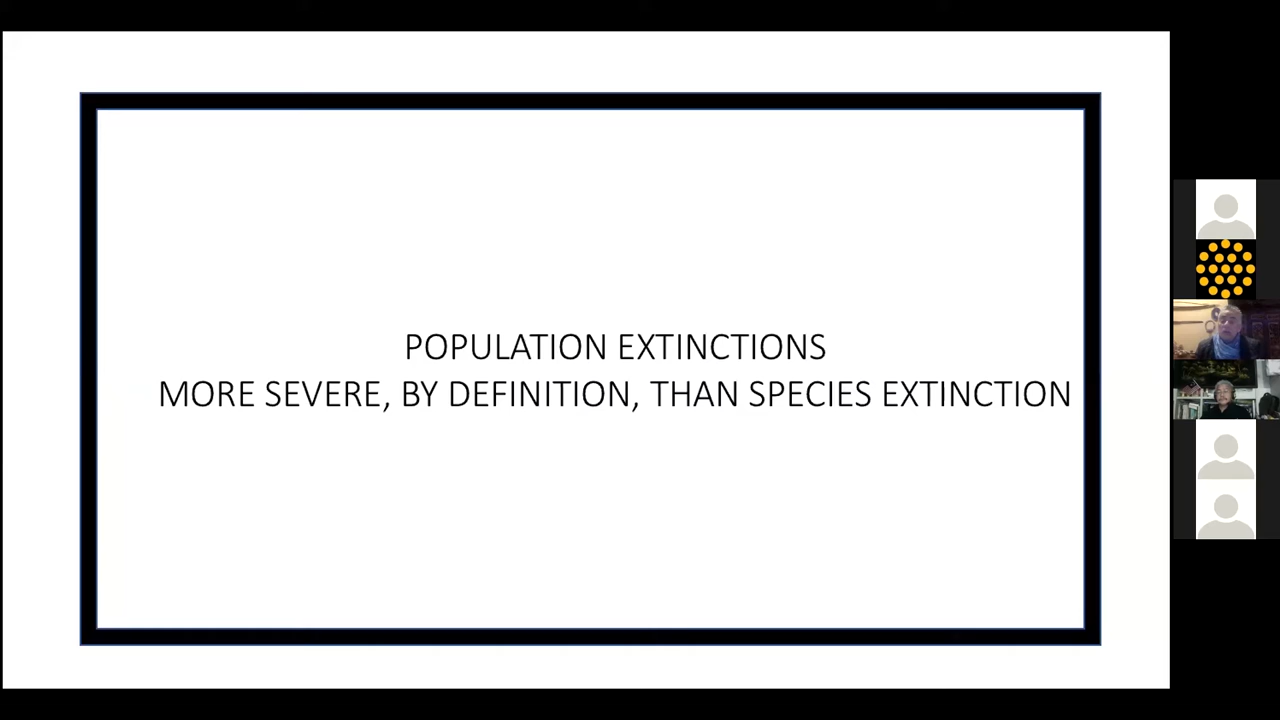 POPULATION EXTINCTIONS
MORE SEVERE, BY DEFINITION, THAN SPECIES EXTINCTION